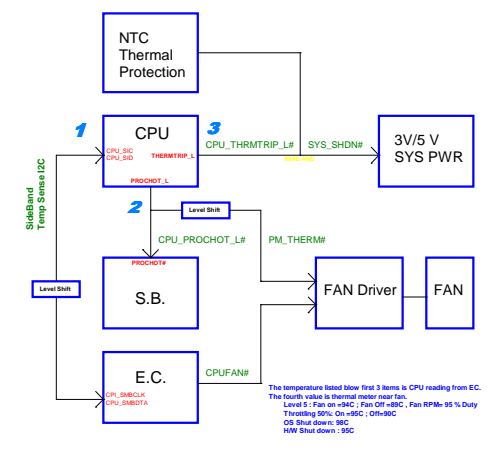 NTC
Thermal
Protection
1
CPU
3
CPU_SIC
CPU_SID
THERMTRIP_L
PROCHOT_L
CPU_THRMTRIP_L#
SYS_SHDN#
3V/5 V
SYS PWR
SideBand
Temp Sense I2C
2
Level Shift
CPU_PROCHOT_L#
PM_THERM#
PROCHOT#
S.B.
Level Shift
FAN Driver
FAN
E.C.
CPI_SMBCLK
CPU_SMBDTA
CPUFAN#
The temperature listed blow first 3 items is CPU reading from EC.
The fourth value is thermal meter near fan.
Level 5 : Fan on =94C ; Fan Off =89C , Fan RPM= 95 % Duty
Throttling 50%: On =95C ; Off=90C
OS Shut down: 98C
H/W Shut down : 95C